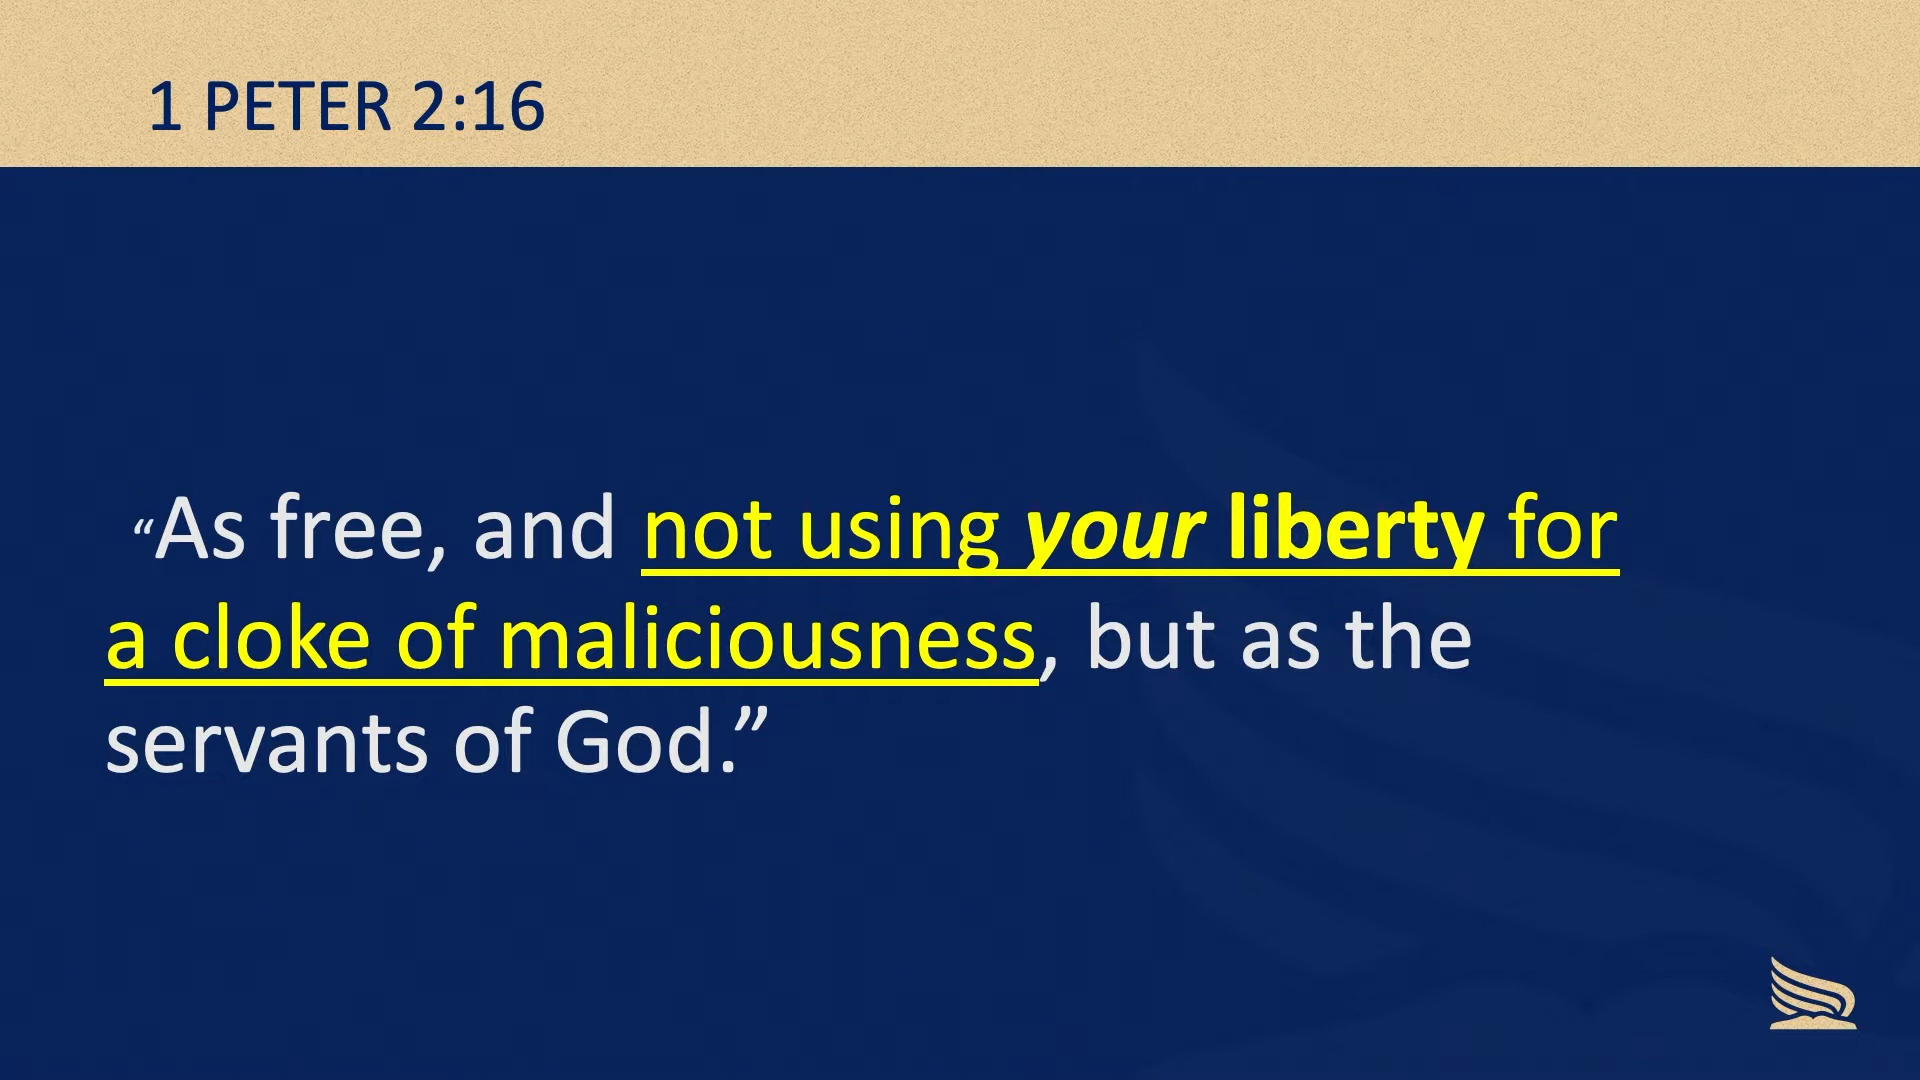 1 PETER 2:16
“As free, and not using your liberty for
a cloke of maliciousness, but as the
servants of God.”